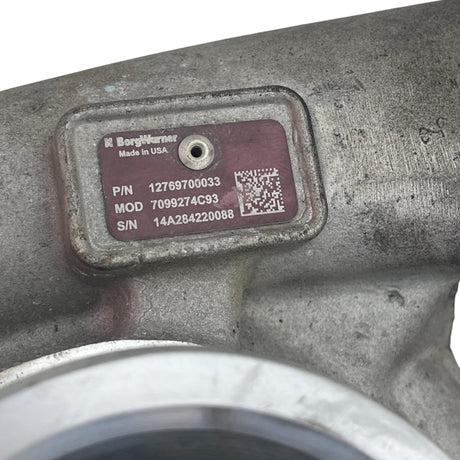 BorgWarner
Made in USA
P/N 12769700033
MOD 7099274C93
S/N 14A284220088